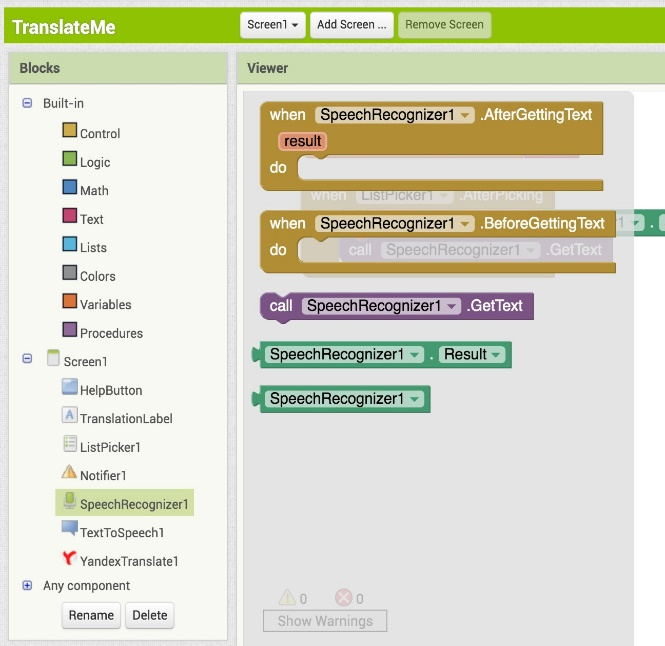 TranslateMe
Screen1
Add Screen ...
Remove Screen
Blocks
Viewer
Built-in
Control
Logic
Math
Text
Lists
Colors
Variables
Procedures
Screen1
HelpButton
TranslationLabel
ListPicker1
Notifier1
SpeechRecognizer1
TextToSpeech1
YandexTranslate1
Any component
Rename
Delete
when SpeechRecognizer1 .AfterGettingText
result
do
when ListPicker1 .AfterPicking
when SpeechRecognizer1 .BeforeGettingText
do
call SpeechRecognizer1 .GetText
call SpeechRecognizer1 .GetText
SpeechRecognizer1 . Result
SpeechRecognizer1
0
0
Show Warnings